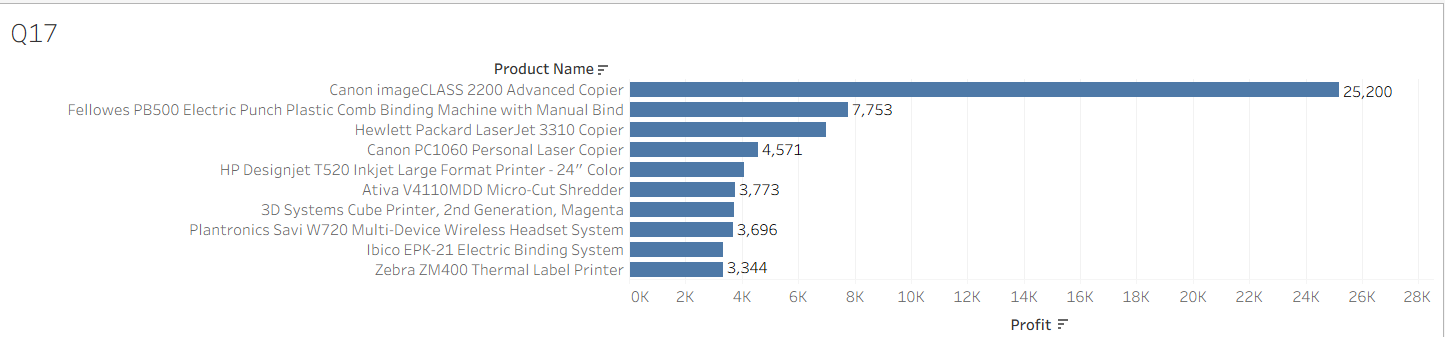 Q17
Product Name
Canon imageCLASS 2200 Advanced Copier 25,200
Fellowes PB500 Electric Punch Plastic Comb Binding Machine with Manual Bind 7,753
Hewlett Packard LaserJet 3310 Copier
Canon PC1060 Personal Laser Copier 4,571
HP Designjet T520 Inkjet Large Format Printer - 24" Color
Ativa V4110MDD Micro-Cut Shredder 3,773
3D Systems Cube Printer, 2nd Generation, Magenta
Plantronics Savi W720 Multi-Device Wireless Headset System 3,696
Ibico EPK-21 Electric Binding System
Zebra ZM400 Thermal Label Printer 3,344
0K 2K 4K 6K 8K 10K 12K 14K 16K 18K 20K 22K 24K 26K 28K
Profit